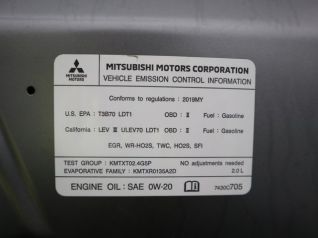 MITSUBISHI MOTORS CORPORATION
VEHICLE EMISSION CONTROL INFORMATION
Conforms to regulations : 2019MY
U.S. EPA : T3B70 LDT1 OBD : Ⅱ Fuel : Gasoline
California : LEV Ⅲ ULEV70 LDT1 OBD : Ⅱ Fuel : Gasoline
EGR, WR-HO2S, TWC, HO2S, SFI
TEST GROUP : KMTXT02.4G5P No adjustments needed
EVAPORATIVE FAMILY : KMTXR0135A2D 2.0 L
ENGINE OIL : SAE 0W-20 7430C705